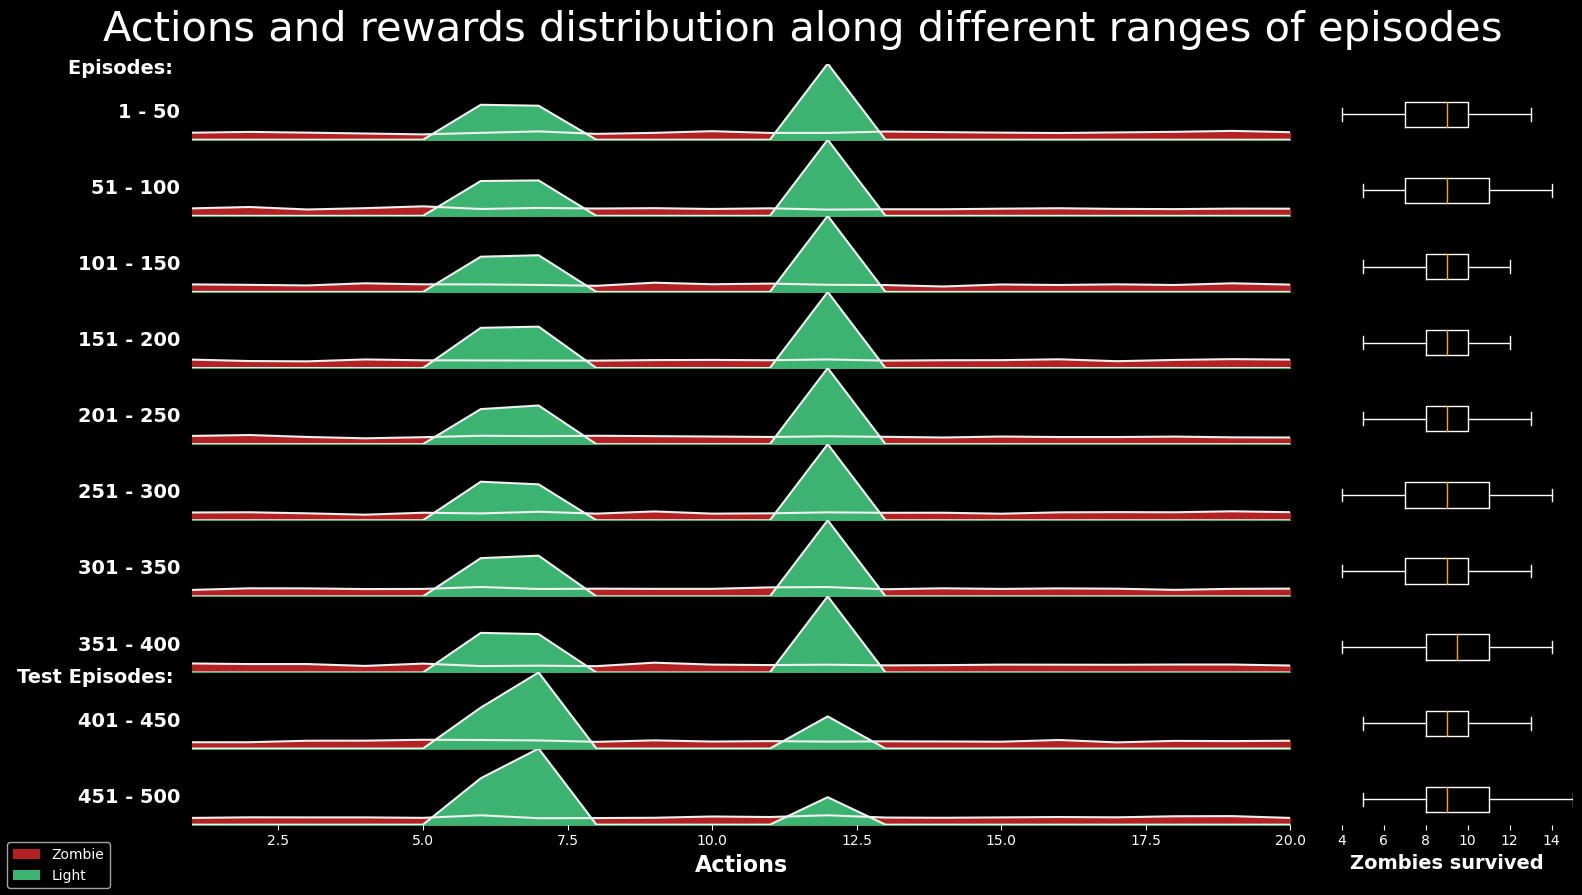 Actions and rewards distribution along different ranges of episodes
Episodes:
1 - 50
51 - 100
101 - 150
151 - 200
201 - 250
251 - 300
301 - 350
351 - 400
Test Episodes:
401 - 450
451 - 500
2.5 5.0 7.5 10.0 12.5 15.0 17.5 20.0
4 6 8 10 12 14
Actions
Zombies survived
Zombie
Light